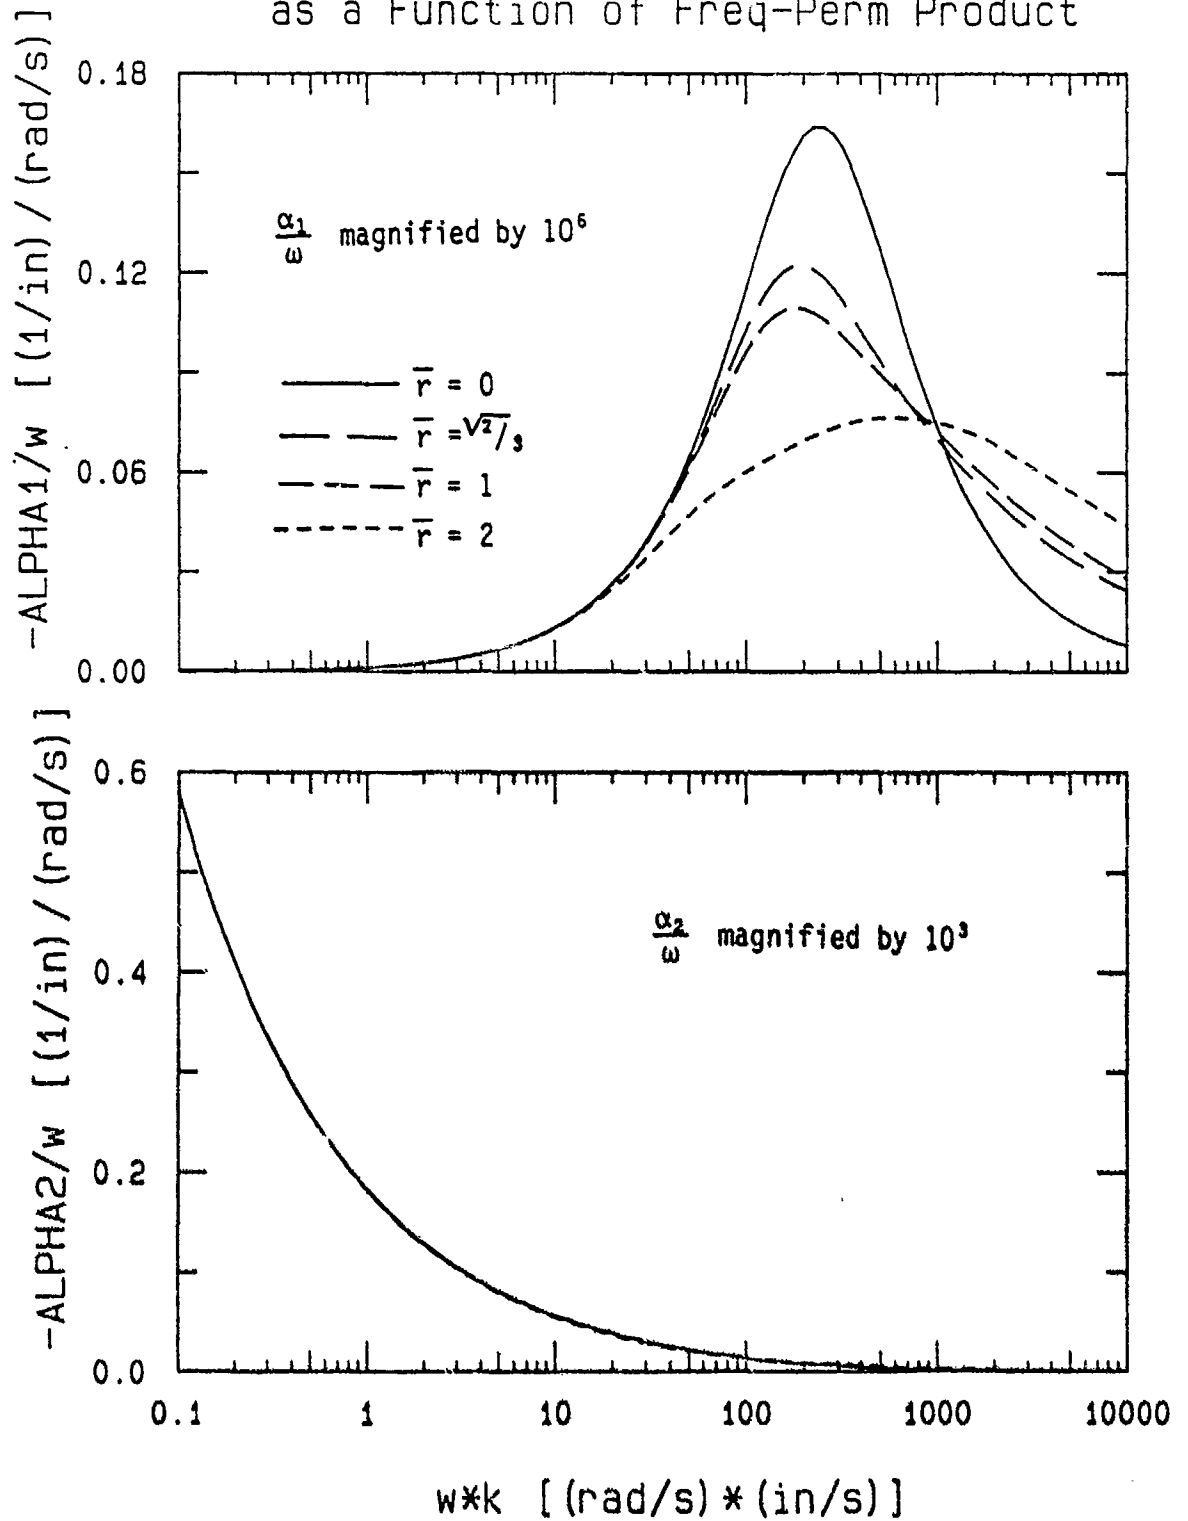 as a Function of Freq-Perm Product
-ALPHA1/w [(1/in)/(rad/s)]
0.18
0.12
0.06
0.00
α₁/ω magnified by 10⁶
r̅ = 0
r̅ = √2/3
r̅ = 1
r̅ = 2
-ALPHA2/w [(1/in)/(rad/s)]
0.6
0.4
0.2
0.0
α₂/ω magnified by 10³
0.1 1 10 100 1000 10000
w*k [(rad/s)*(in/s)]